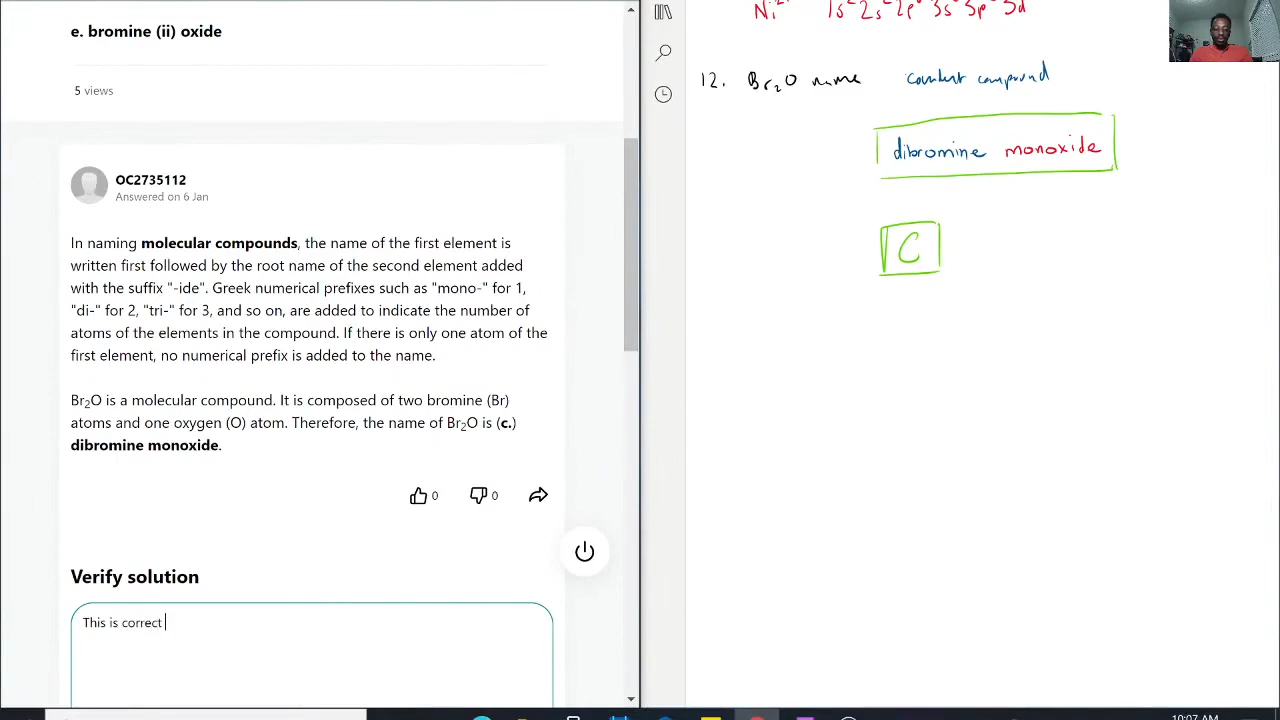 e. bromine (ii) oxide
5 views
OC2735112
Answered on 6 Jan
In naming molecular compounds, the name of the first element is
written first followed by the root name of the second element added
with the suffix "-ide". Greek numerical prefixes such as "mono-" for 1,
"di-" for 2, "tri-" for 3, and so on, are added to indicate the number of
atoms of the elements in the compound. If there is only one atom of the
first element, no numerical prefix is added to the name.
Br₂O is a molecular compound. It is composed of two bromine (Br)
atoms and one oxygen (O) atom. Therefore, the name of Br₂O is (c.)
dibromine monoxide.
0
0
Verify solution
This is correct
12. Br₂O name
compound
dibromine monoxide
C
10:07 AM